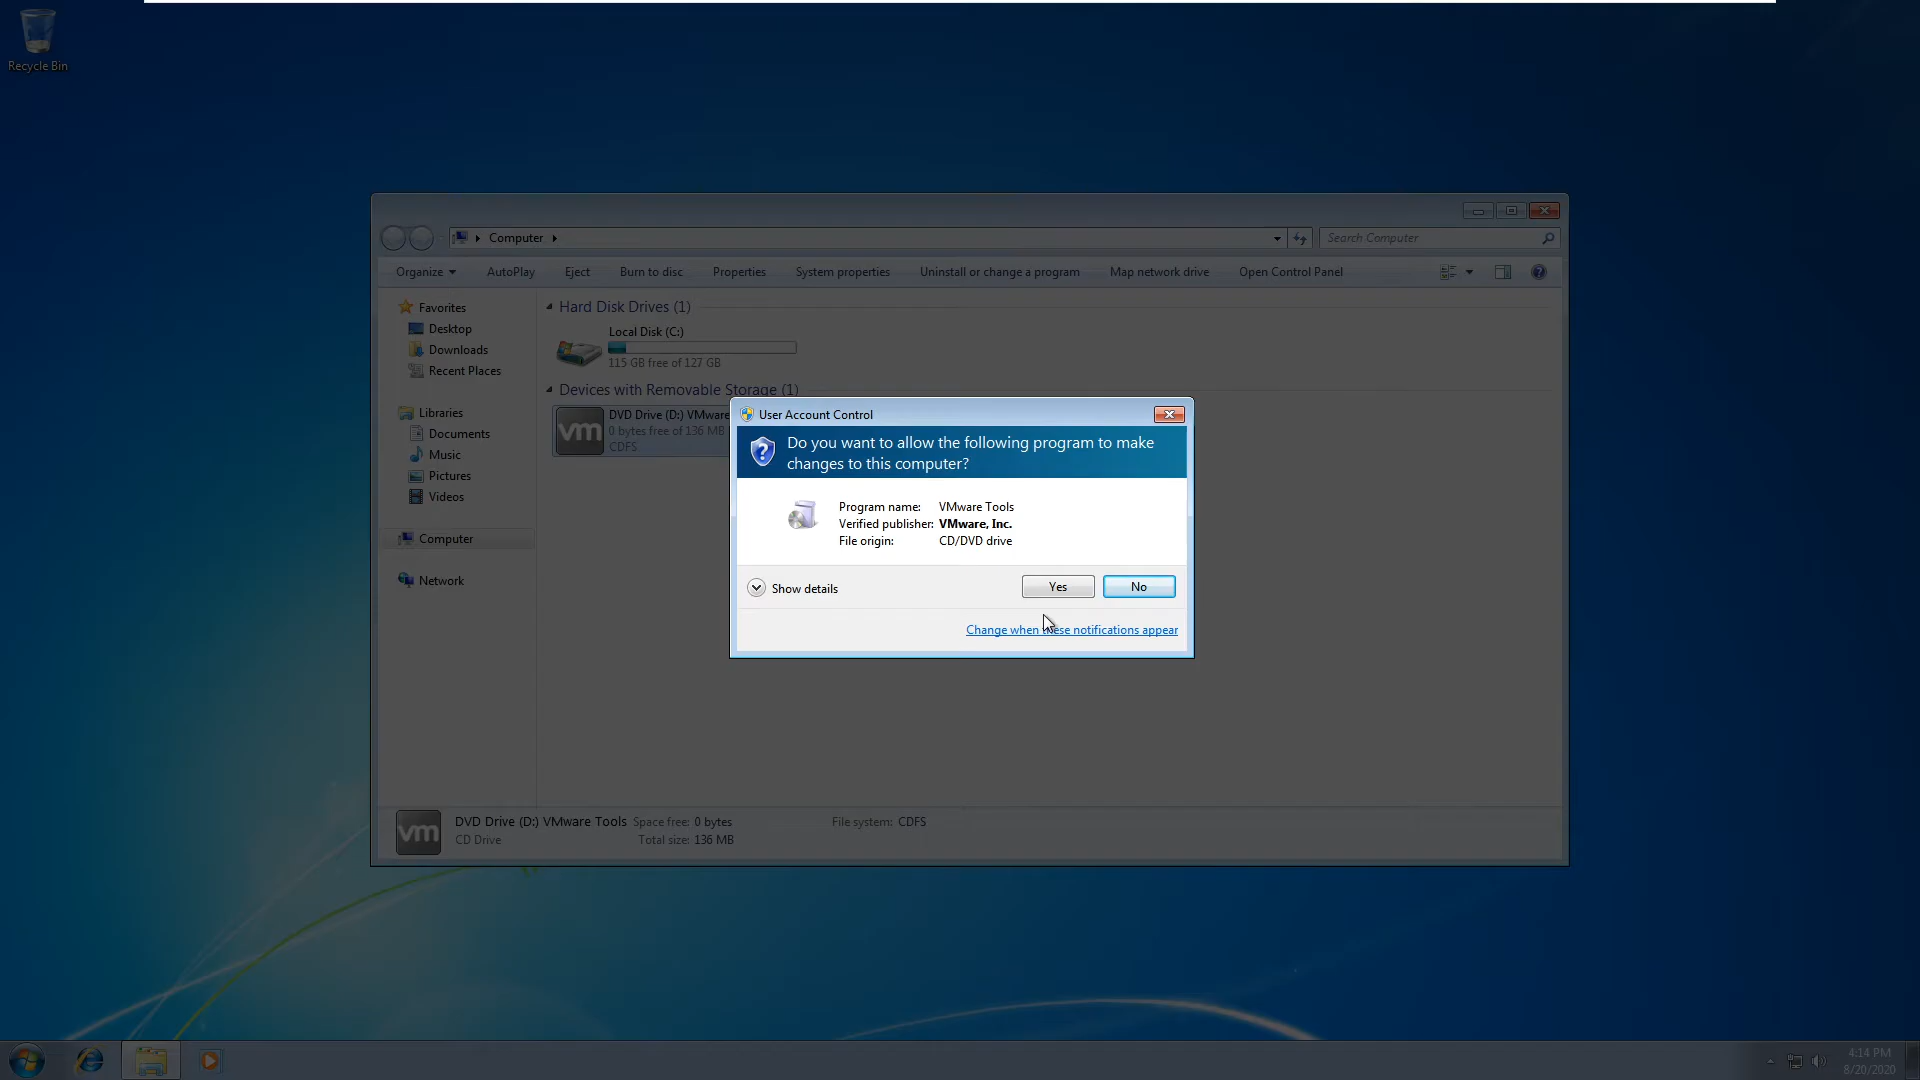 Recycle Bin
Computer
Search Computer
Organize
AutoPlay
Eject
Burn to disc
Properties
System properties
Uninstall or change a program
Map network drive
Open Control Panel
Favorites
Desktop
Downloads
Recent Places
Libraries
Documents
Music
Pictures
Videos
Computer
Network
Hard Disk Drives (1)
Local Disk (C:)
115 GB free of 127 GB
Devices with Removable Storage (1)
vm
DVD Drive (D:) VMware
0 bytes free of 136 MB
CDFS
User Account Control
Do you want to allow the following program to make
changes to this computer?
Program name: VMware Tools
Verified publisher: VMware, Inc.
File origin: CD/DVD drive
Show details
Yes
No
Change when these notifications appear
vm
DVD Drive (D:) VMware Tools Space free: 0 bytes File system: CDFS
CD Drive Total size: 136 MB
4:14 PM
8/20/2020